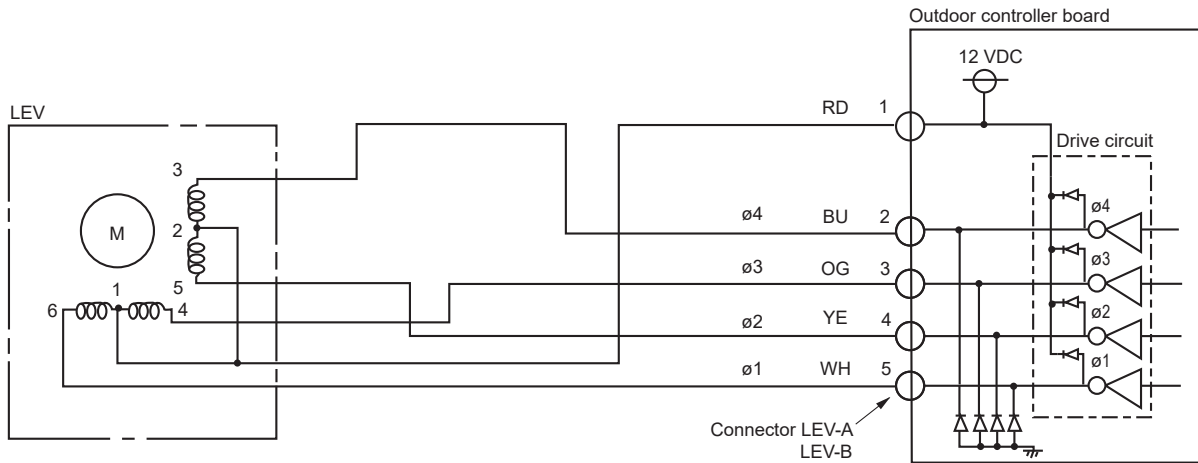 Outdoor controller board
12 VDC
LEV
RD 1
Drive circuit
3
ø4 BU 2 ø4
2
M
ø3 OG 3 ø3
5
1
6 4
ø2 YE 4 ø2
ø1 WH 5 ø1
Connector LEV-A
LEV-B